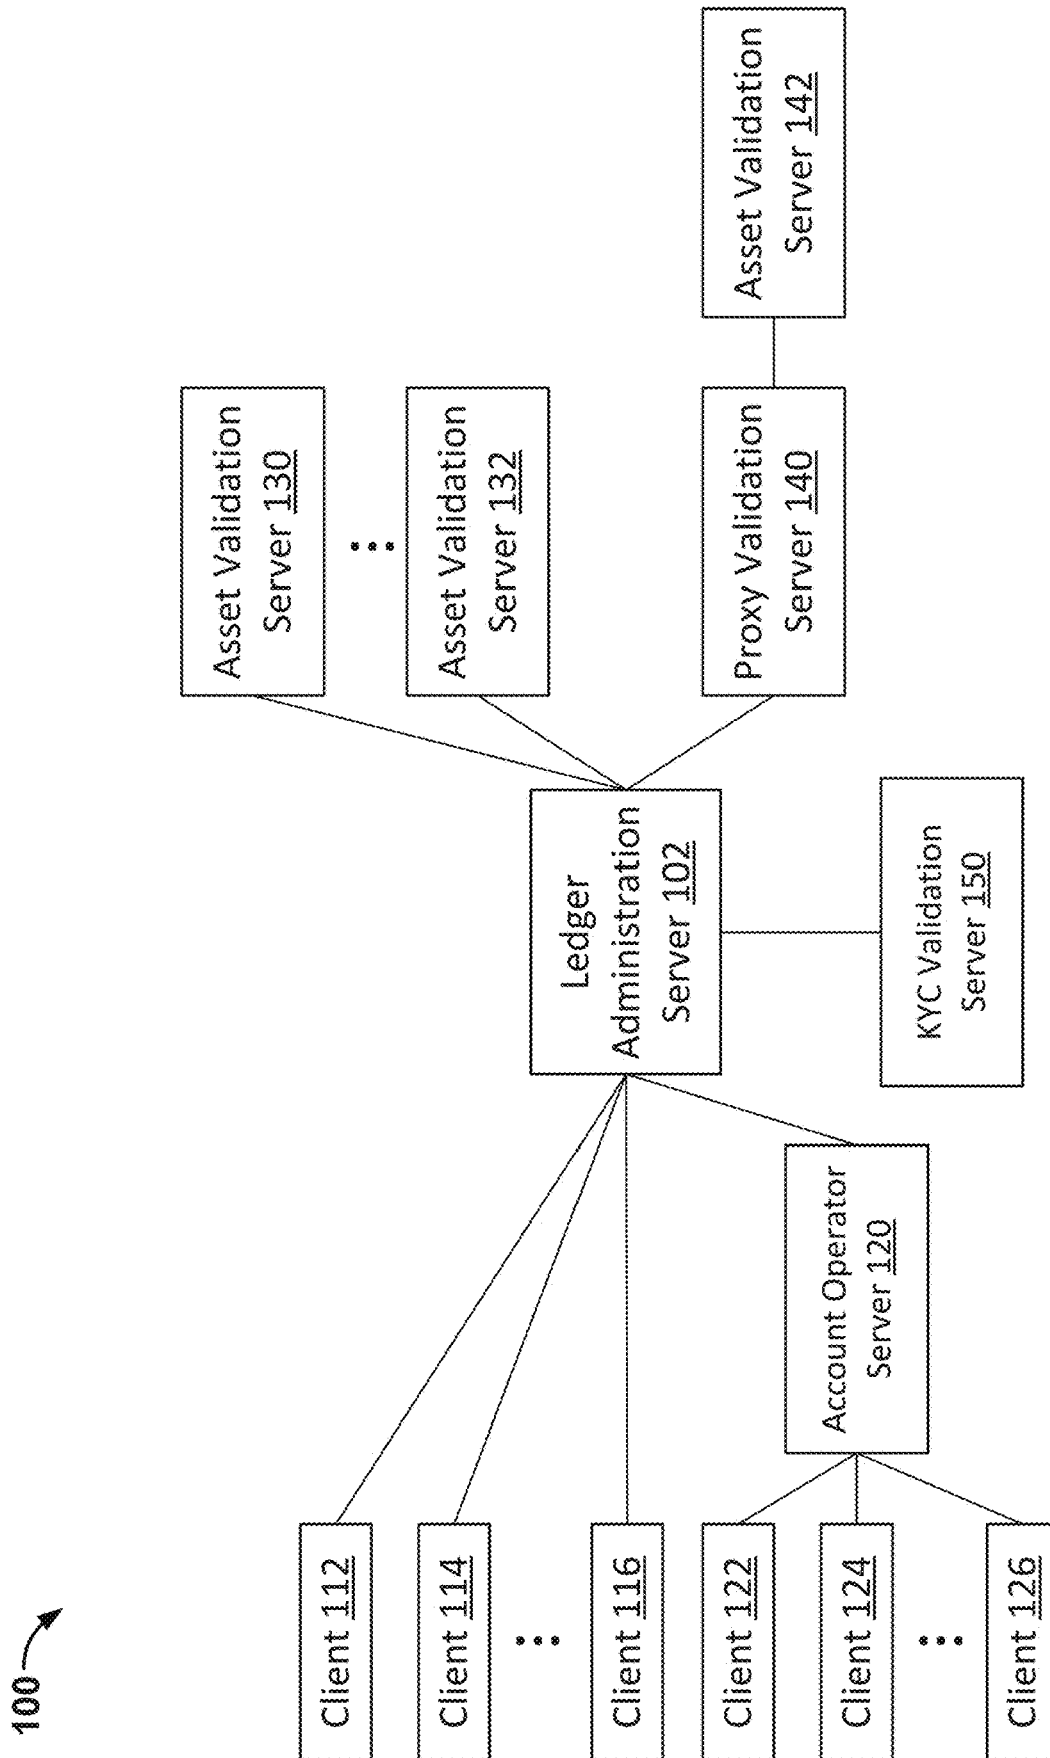 100
Client 112
Client 114
Client 116
Client 122
Client 124
Client 126
Account Operator
Server 120
Ledger
Administration
Server 102
KYC Validation
Server 150
Asset Validation
Server 130
Asset Validation
Server 132
Proxy Validation
Server 140
Asset Validation
Server 142